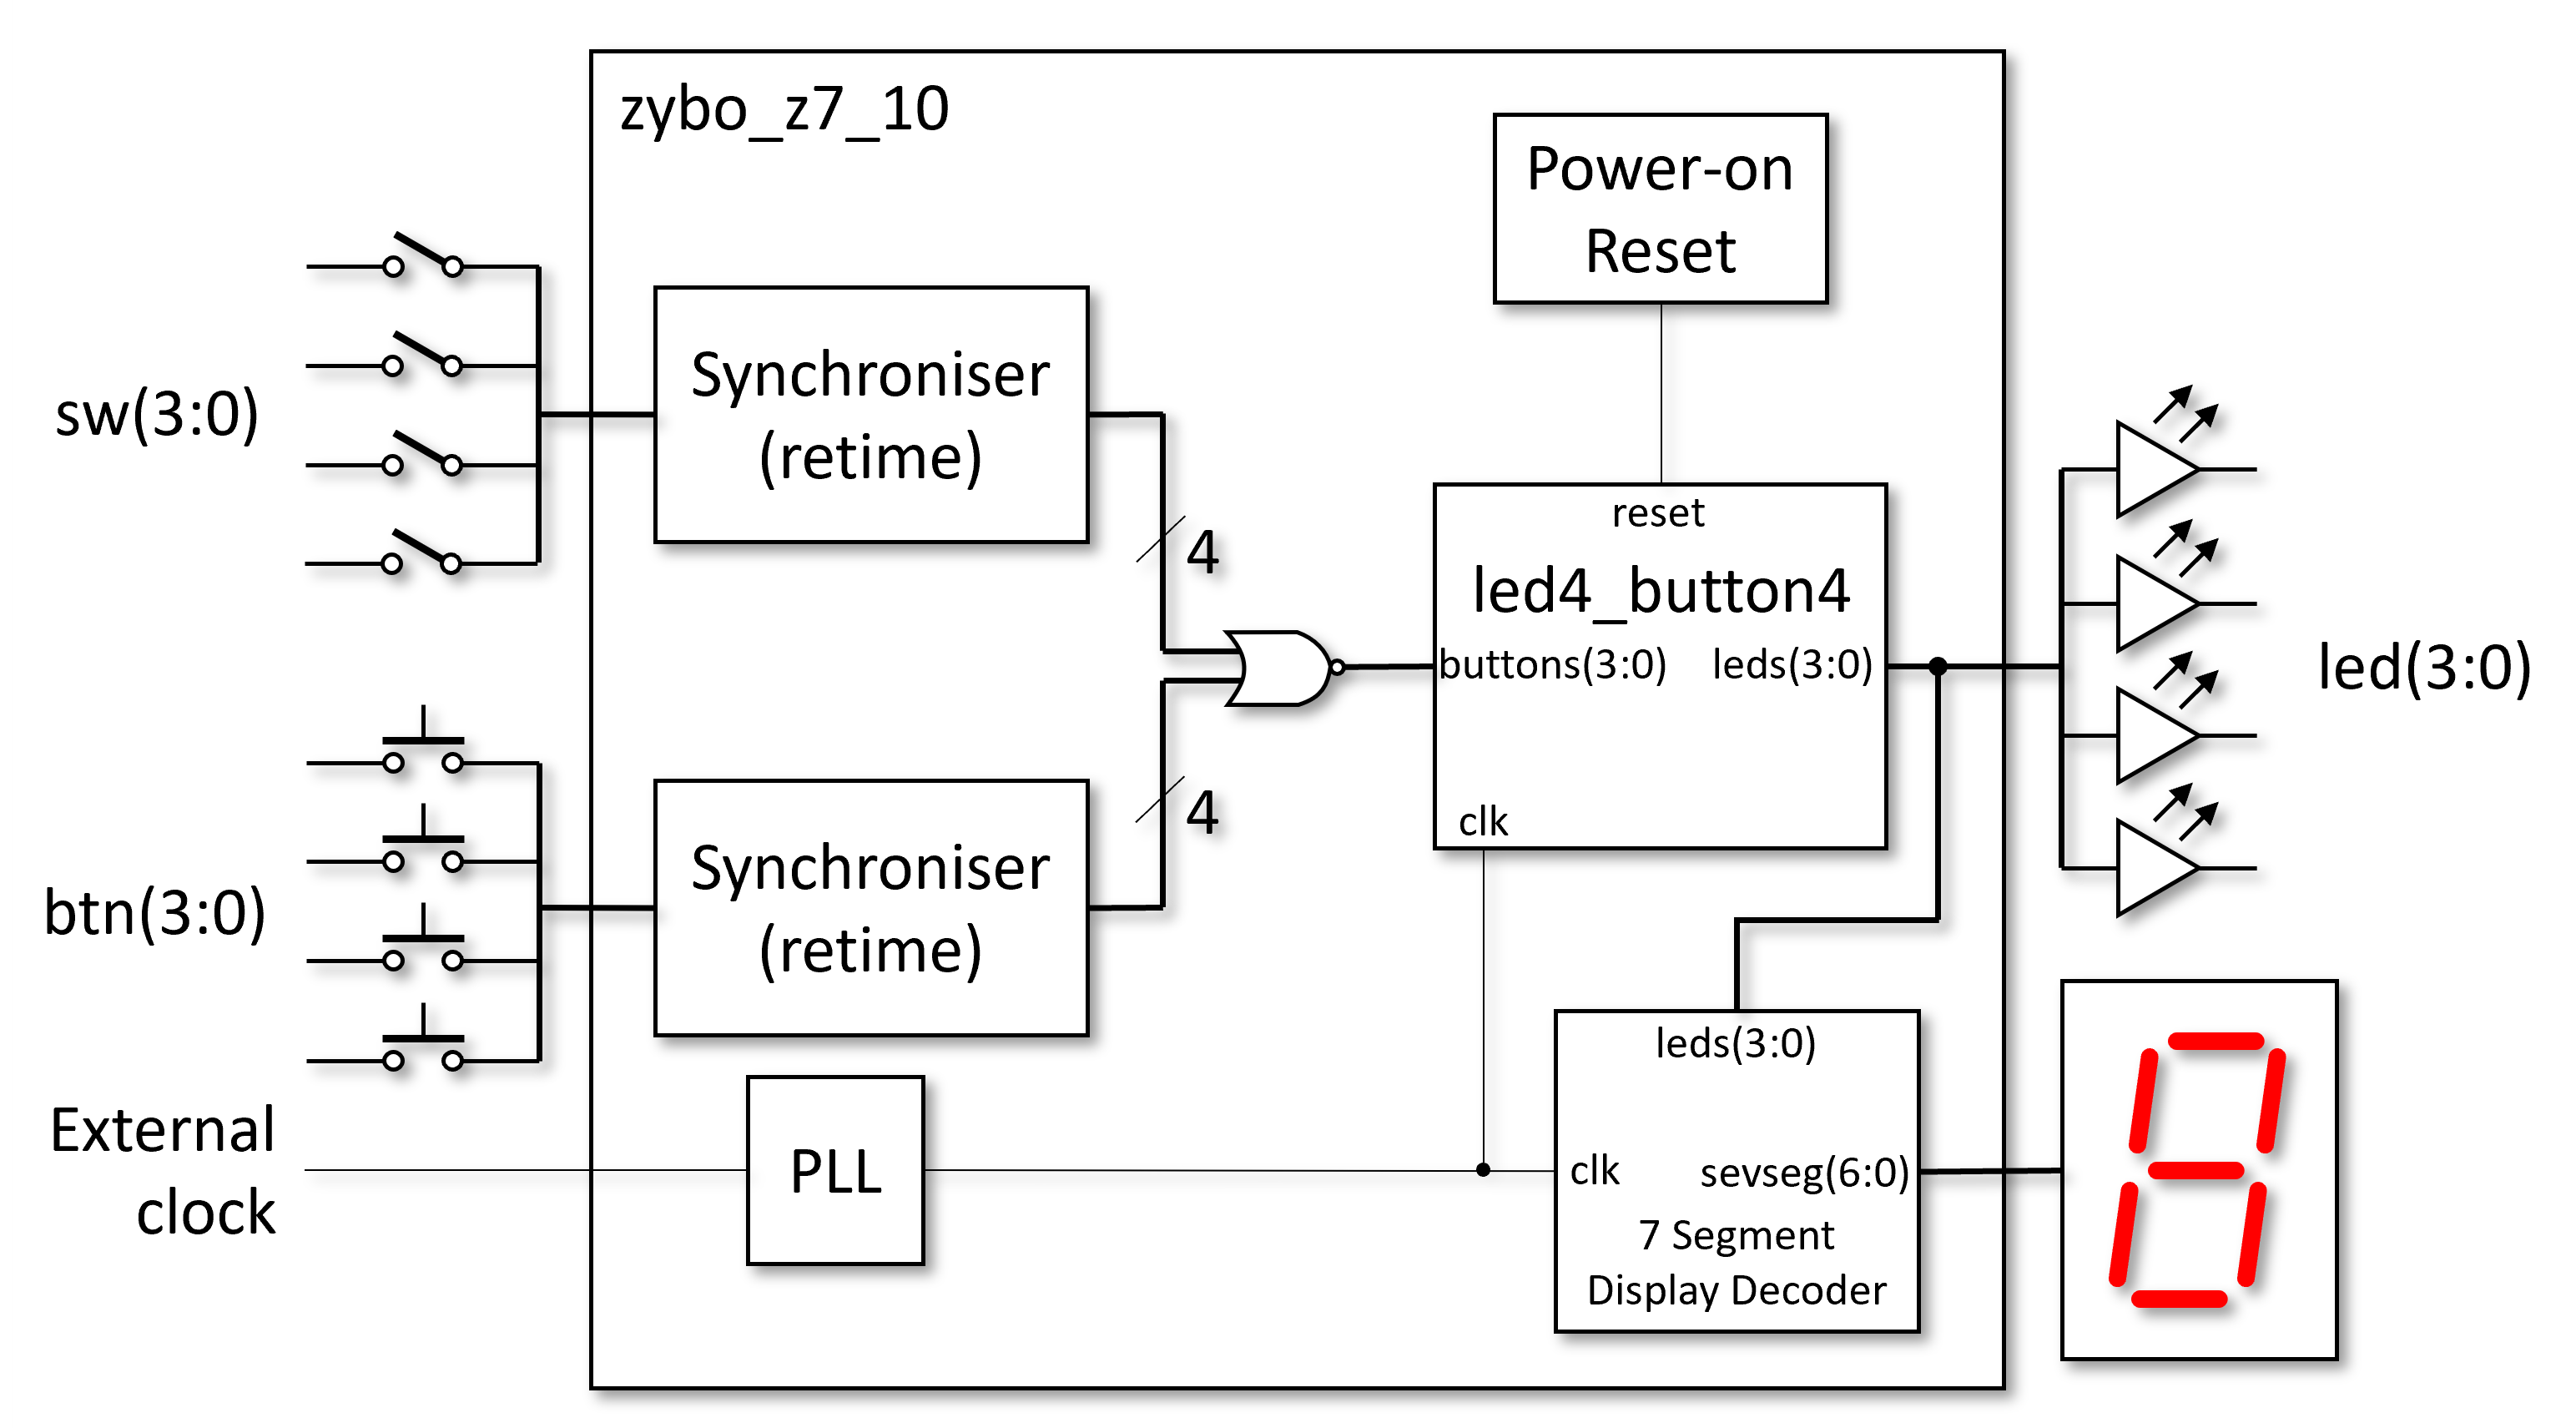 zybo_z7_10
Power-on
Reset
sw(3:0)
Synchroniser
(retime)
4
reset
led4_button4
buttons(3:0) leds(3:0)
clk
led(3:0)
btn(3:0)
Synchroniser
(retime)
4
External
clock
PLL
leds(3:0)
clk sevseg(6:0)
7 Segment
Display Decoder